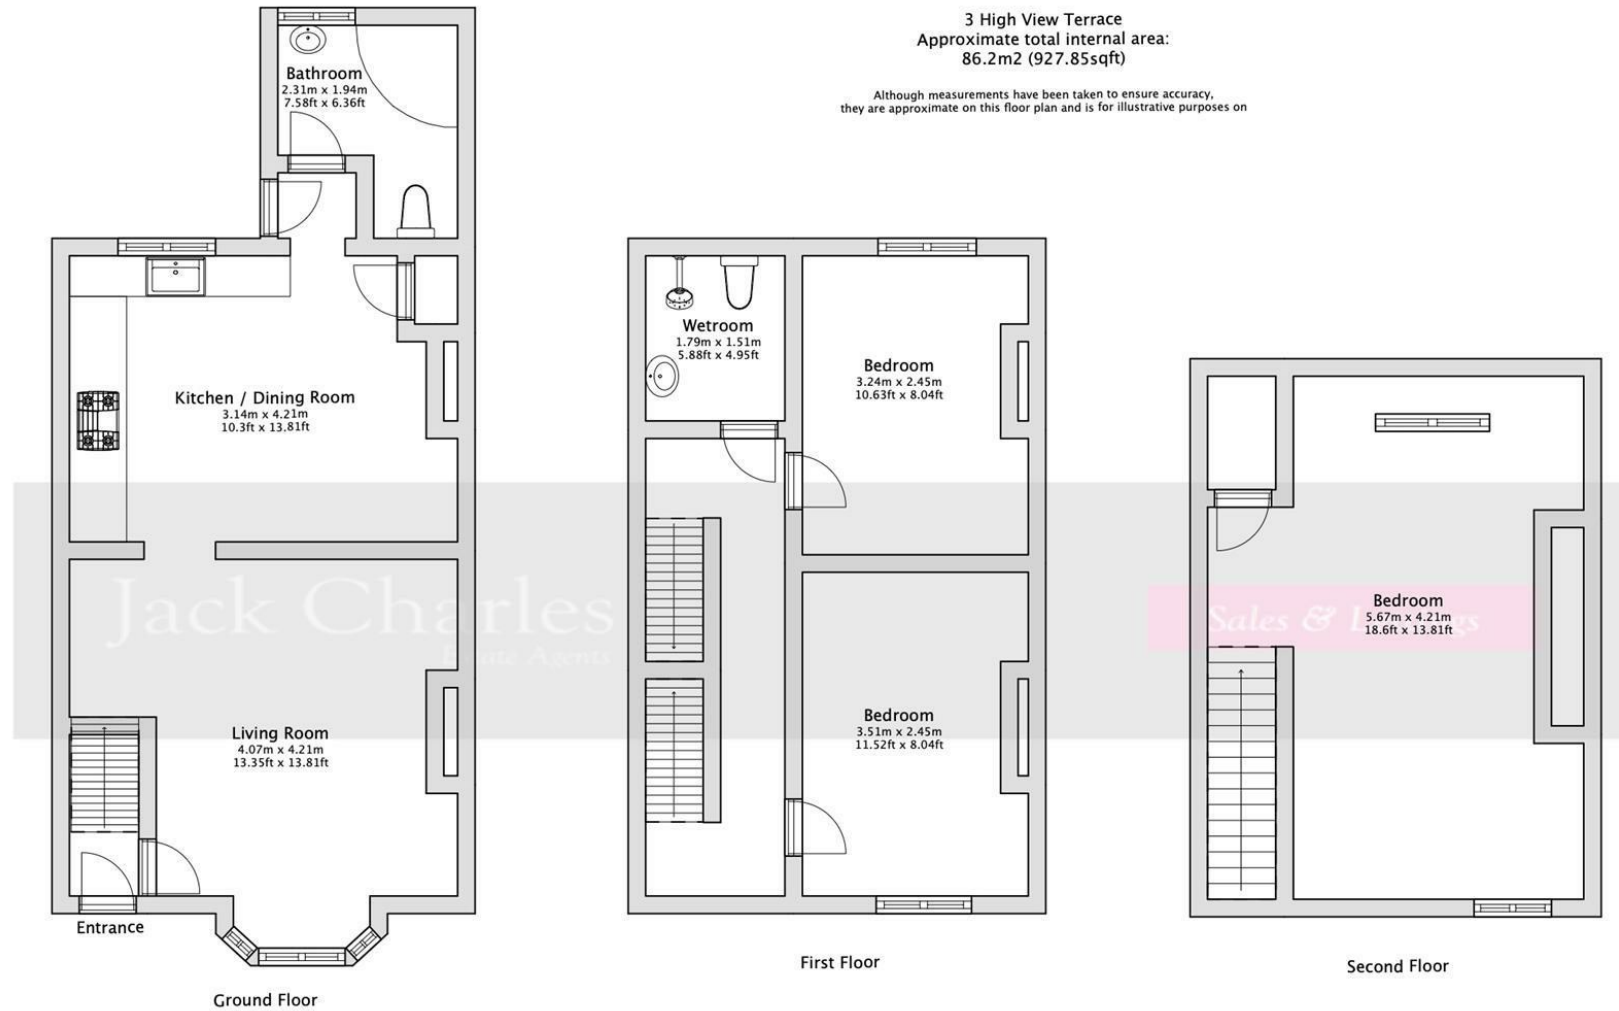 3 High View Terrace
Approximate total internal area:
86.2m2 (927.85sqft)
Although measurements have been taken to ensure accuracy,
they are approximate on this floor plan and is for illustrative purposes on
Bathroom
2.31m x 1.94m
7.58ft x 6.36ft
Kitchen / Dining Room
3.14m x 4.21m
10.3ft x 13.81ft
Living Room
4.07m x 4.21m
13.35ft x 13.81ft
Entrance
Ground Floor
Wetroom
1.79m x 1.51m
5.88ft x 4.95ft
Bedroom
3.24m x 2.45m
10.63ft x 8.04ft
Bedroom
3.51m x 2.45m
11.52ft x 8.04ft
First Floor
Bedroom
5.67m x 4.21m
18.6ft x 13.81ft
Second Floor
Jack Charles
Estate Agents
Sales &